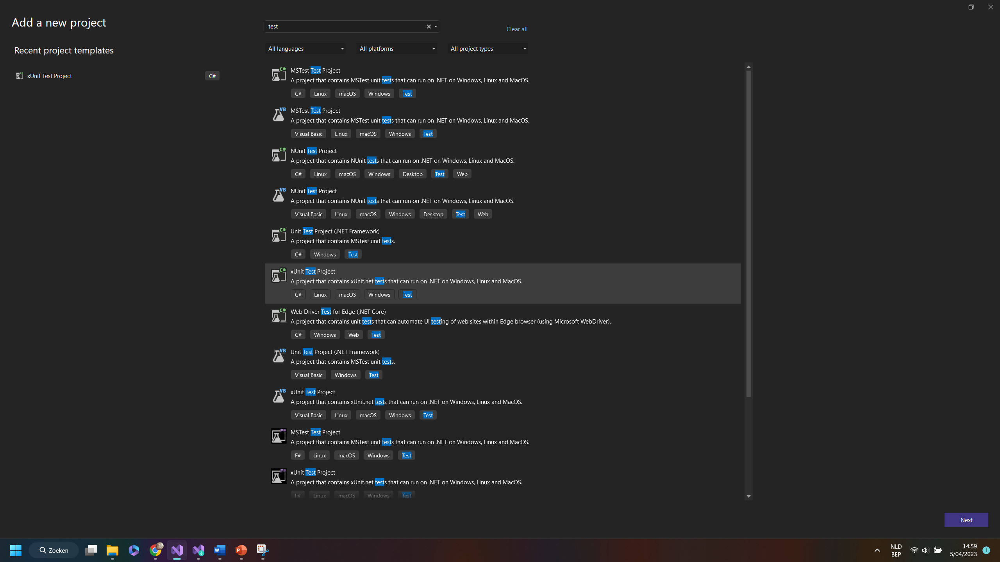 Add a new project
Recent project templates
xUnit Test Project
C#
test
Clear all
All languages
All platforms
All project types
C#
MSTest Test Project
A project that contains MSTest unit tests that can run on .NET on Windows, Linux and MacOS.
C# Linux macOS Windows Test
VB
MSTest Test Project
A project that contains MSTest unit tests that can run on .NET on Windows, Linux and MacOS.
Visual Basic Linux macOS Windows Test
C#
NUnit Test Project
A project that contains NUnit tests that can run on .NET on Windows, Linux and MacOS.
C# Linux macOS Windows Desktop Test Web
VB
NUnit Test Project
A project that contains NUnit tests that can run on .NET on Windows, Linux and MacOS.
Visual Basic Linux macOS Windows Desktop Test Web
C#
Unit Test Project (.NET Framework)
A project that contains MSTest unit tests.
C# Windows Test
C#
xUnit Test Project
A project that contains xUnit.net tests that can run on .NET on Windows, Linux and MacOS.
C# Linux macOS Windows Test
C#
Web Driver Test for Edge (.NET Core)
A project that contains unit tests that can automate UI testing of web sites within Edge browser (using Microsoft WebDriver).
C# Windows Web Test
VB
Unit Test Project (.NET Framework)
A project that contains MSTest unit tests.
Visual Basic Windows Test
VB
xUnit Test Project
A project that contains xUnit.net tests that can run on .NET on Windows, Linux and MacOS.
Visual Basic Linux macOS Windows Test
F#
MSTest Test Project
A project that contains MSTest unit tests that can run on .NET on Windows, Linux and MacOS.
F# Linux macOS Windows Test
F#
xUnit Test Project
A project that contains xUnit.net tests that can run on .NET on Windows, Linux and MacOS.
F# Linux macOS Windows Test
Next
Zoeken
W
P
NLD
BEP
14:59
5/04/2023
1